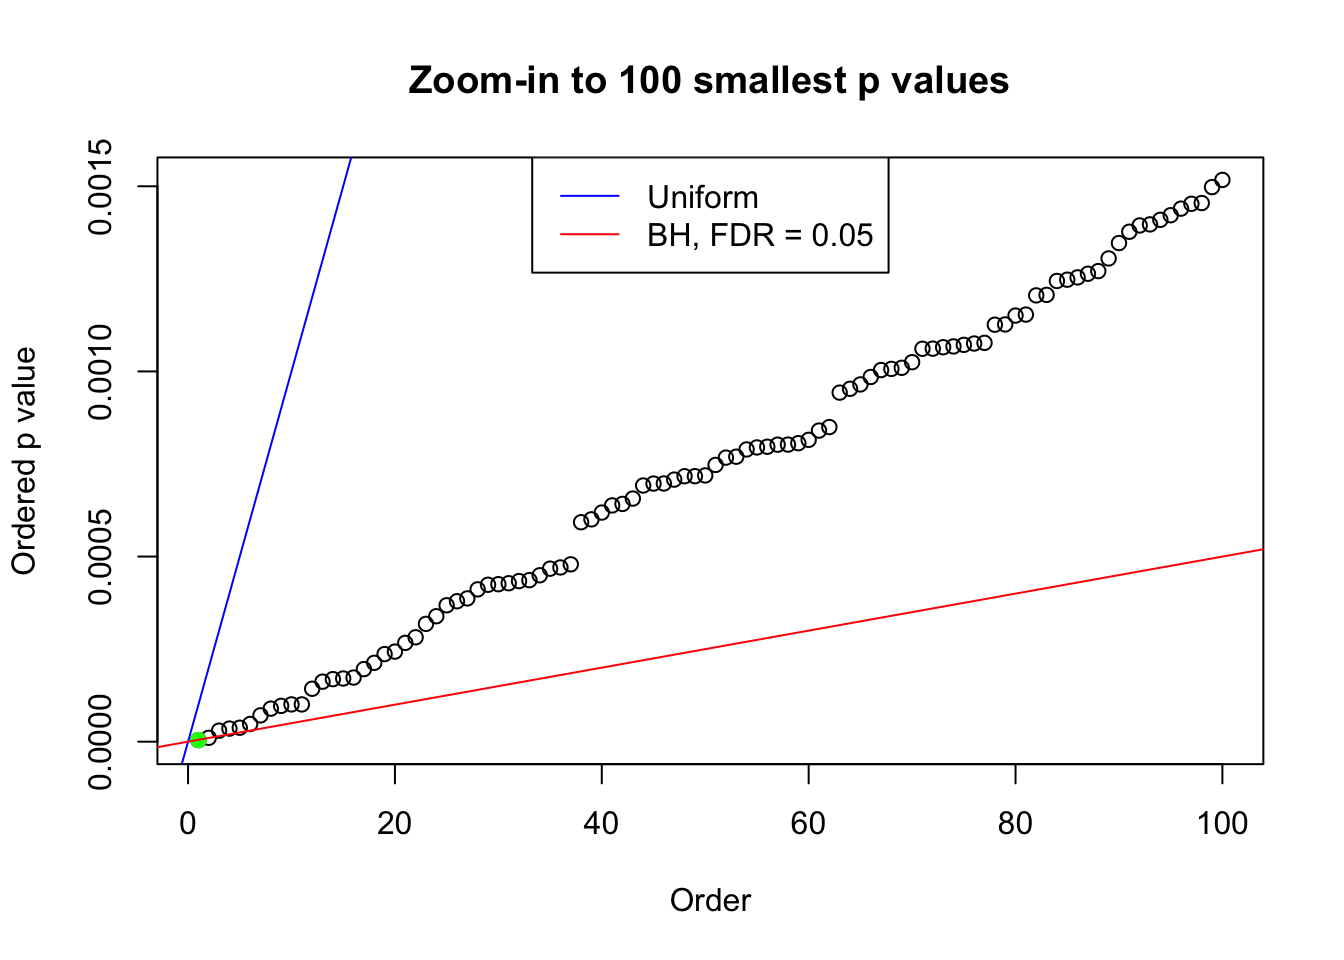 Zoom-in to 100 smallest p values
Uniform
BH, FDR = 0.05
Ordered p value
0.0015
0.0010
0.0005
0.0000
0 20 40 60 80 100
Order